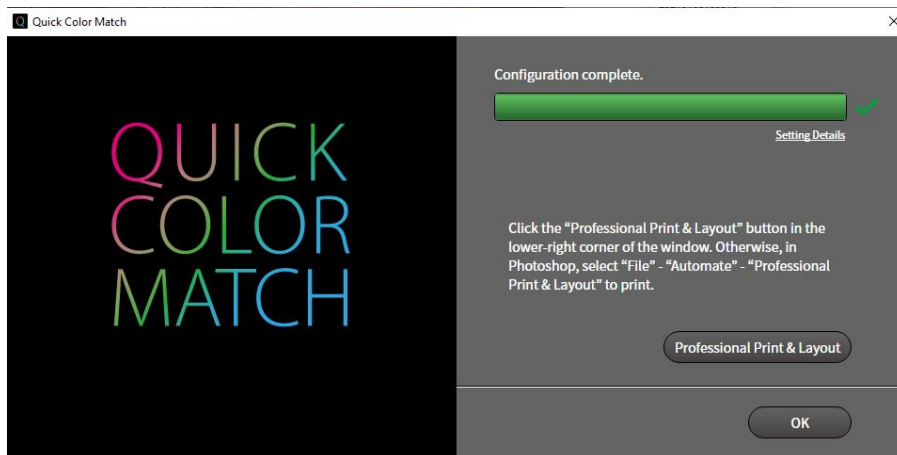 Quick Color Match
QUICK
COLOR
MATCH
Configuration complete.
Setting Details
Click the “Professional Print & Layout” button in the
lower-right corner of the window. Otherwise, in
Photoshop, select “File” - “Automate” - “Professional
Print & Layout” to print.
Professional Print & Layout
OK